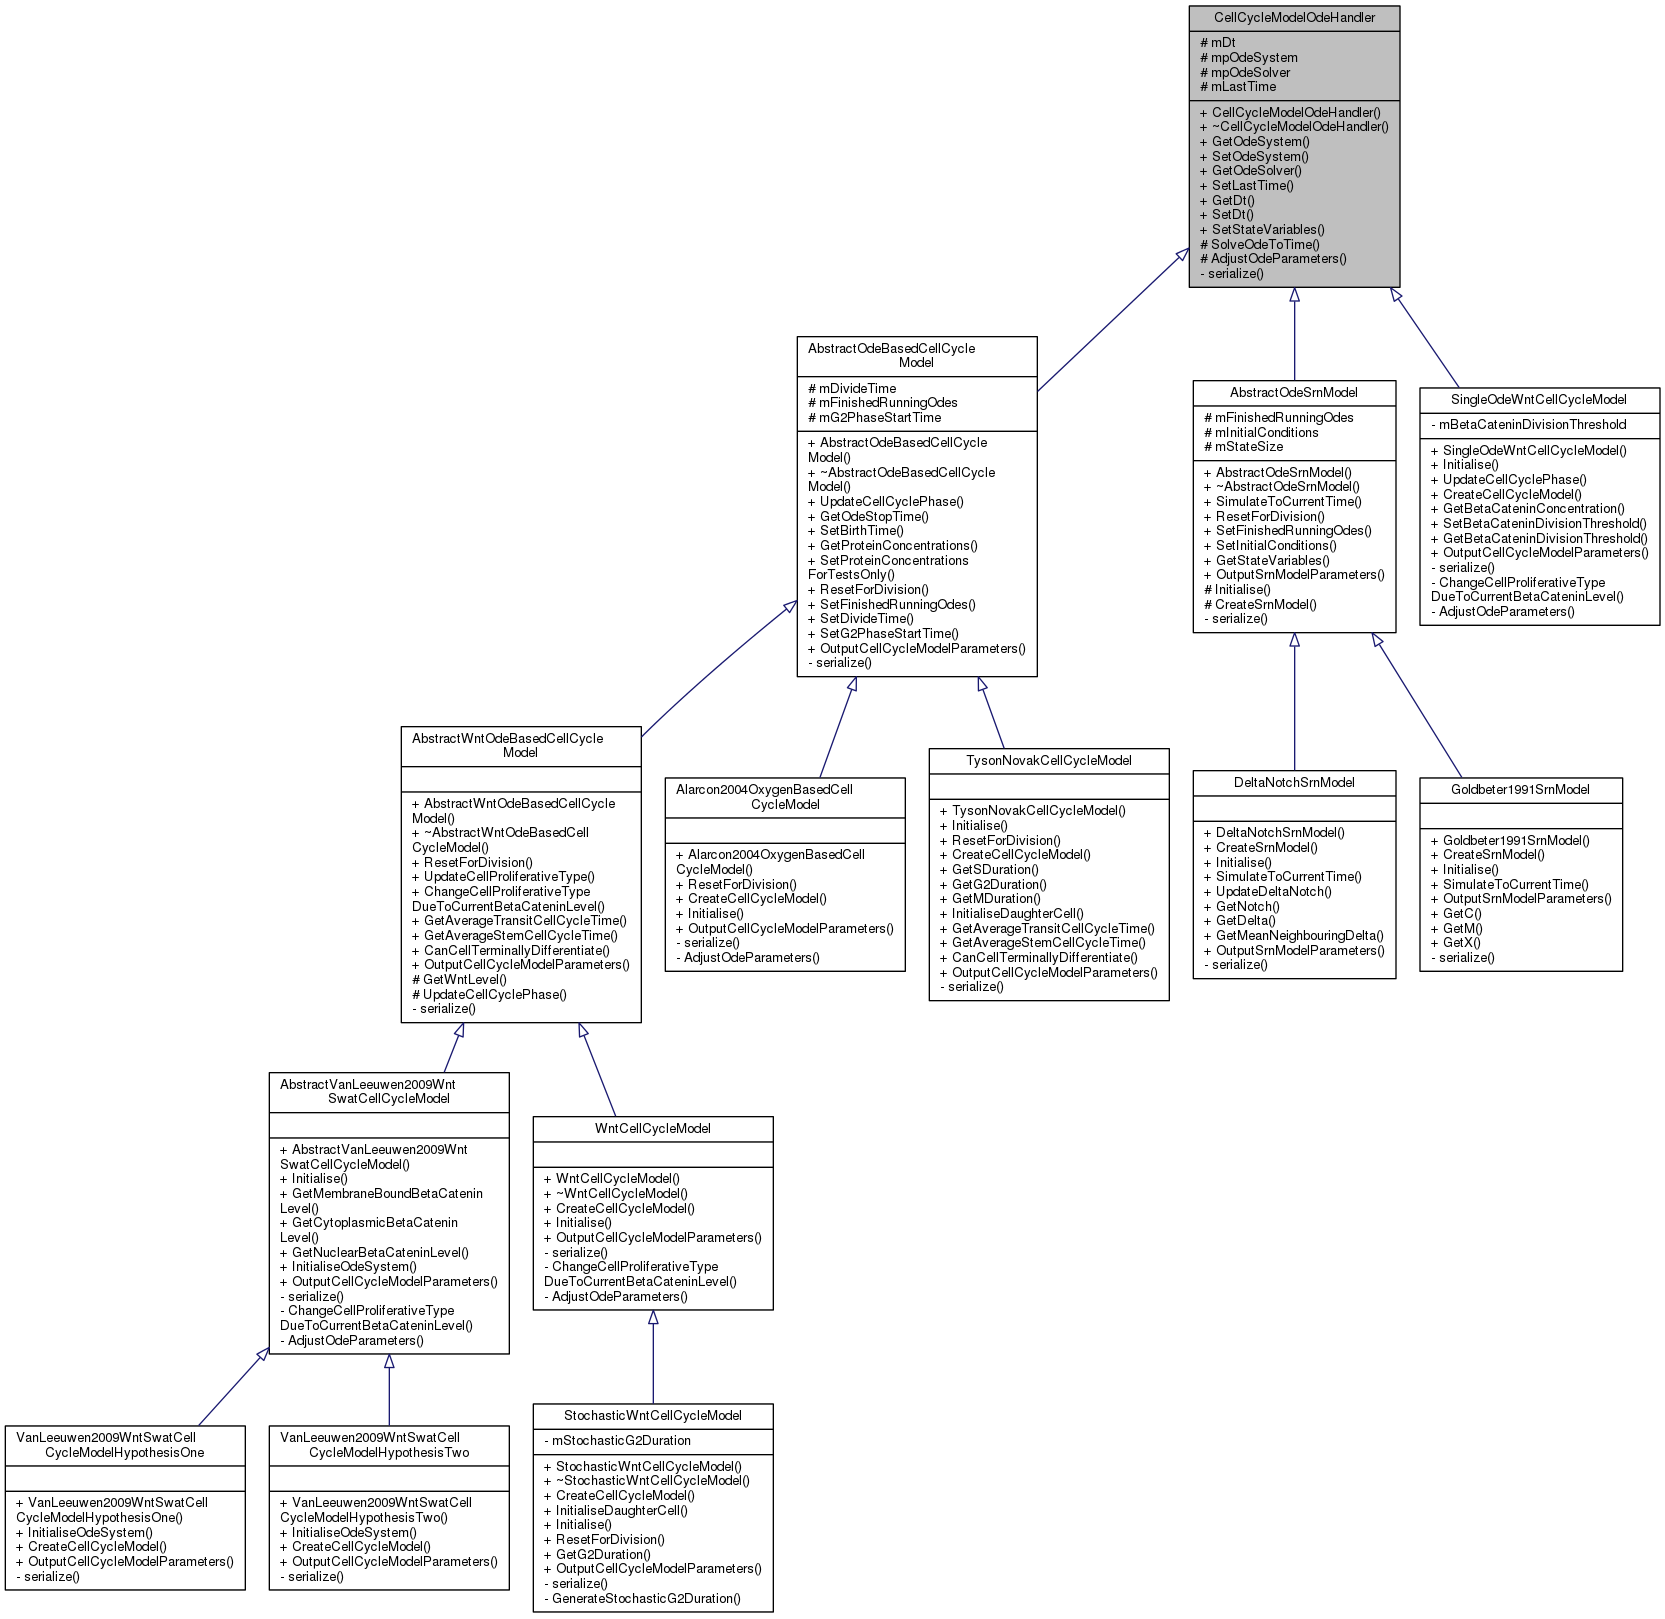 CellCycleModelOdeHandler
# mDt
# mpOdeSystem
# mpOdeSolver
# mLastTime
+ CellCycleModelOdeHandler()
+ ~CellCycleModelOdeHandler()
+ GetOdeSystem()
+ SetOdeSystem()
+ GetOdeSolver()
+ SetLastTime()
+ GetDt()
+ SetDt()
+ SetStateVariables()
# SolveOdeToTime()
# AdjustOdeParameters()
- serialize()
AbstractOdeBasedCellCycle
Model
# mDivideTime
# mFinishedRunningOdes
# mG2PhaseStartTime
+ AbstractOdeBasedCellCycle
Model()
+ ~AbstractOdeBasedCellCycle
Model()
+ UpdateCellCyclePhase()
+ GetOdeStopTime()
+ SetBirthTime()
+ GetProteinConcentrations()
+ SetProteinConcentrations
ForTestsOnly()
+ ResetForDivision()
+ SetFinishedRunningOdes()
+ SetDivideTime()
+ SetG2PhaseStartTime()
+ OutputCellCycleModelParameters()
- serialize()
AbstractOdeSrnModel
# mFinishedRunningOdes
# mInitialConditions
# mStateSize
+ AbstractOdeSrnModel()
+ ~AbstractOdeSrnModel()
+ SimulateToCurrentTime()
+ ResetForDivision()
+ SetFinishedRunningOdes()
+ SetInitialConditions()
+ GetStateVariables()
+ OutputSrnModelParameters()
# Initialise()
# CreateSrnModel()
- serialize()
SingleOdeWntCellCycleModel
- mBetaCateninDivisionThreshold
+ SingleOdeWntCellCycleModel()
+ Initialise()
+ UpdateCellCyclePhase()
+ CreateCellCycleModel()
+ GetBetaCateninConcentration()
+ SetBetaCateninDivisionThreshold()
+ GetBetaCateninDivisionThreshold()
+ OutputCellCycleModelParameters()
- serialize()
- ChangeCellProliferativeType
DueToCurrentBetaCateninLevel()
- AdjustOdeParameters()
AbstractWntOdeBasedCellCycle
Model
+ AbstractWntOdeBasedCellCycle
Model()
+ ~AbstractWntOdeBasedCell
CycleModel()
+ ResetForDivision()
+ UpdateCellProliferativeType()
+ ChangeCellProliferativeType
DueToCurrentBetaCateninLevel()
+ GetAverageTransitCellCycleTime()
+ GetAverageStemCellCycleTime()
+ CanCellTerminallyDifferentiate()
+ OutputCellCycleModelParameters()
# GetWntLevel()
# UpdateCellCyclePhase()
- serialize()
Alarcon2004OxygenBasedCell
CycleModel
+ Alarcon2004OxygenBasedCell
CycleModel()
+ ResetForDivision()
+ CreateCellCycleModel()
+ Initialise()
+ OutputCellCycleModelParameters()
- serialize()
- AdjustOdeParameters()
TysonNovakCellCycleModel
+ TysonNovakCellCycleModel()
+ Initialise()
+ ResetForDivision()
+ CreateCellCycleModel()
+ GetSDuration()
+ GetG2Duration()
+ GetMDuration()
+ InitialiseDaughterCell()
+ GetAverageTransitCellCycleTime()
+ GetAverageStemCellCycleTime()
+ CanCellTerminallyDifferentiate()
+ OutputCellCycleModelParameters()
- serialize()
DeltaNotchSrnModel
+ DeltaNotchSrnModel()
+ CreateSrnModel()
+ Initialise()
+ SimulateToCurrentTime()
+ UpdateDeltaNotch()
+ GetNotch()
+ GetDelta()
+ GetMeanNeighbouringDelta()
+ OutputSrnModelParameters()
- serialize()
Goldbeter1991SrnModel
+ Goldbeter1991SrnModel()
+ CreateSrnModel()
+ Initialise()
+ SimulateToCurrentTime()
+ OutputSrnModelParameters()
+ GetC()
+ GetM()
+ GetX()
- serialize()
AbstractVanLeeuwen2009Wnt
SwatCellCycleModel
+ AbstractVanLeeuwen2009Wnt
SwatCellCycleModel()
+ Initialise()
+ GetMembraneBoundBetaCatenin
Level()
+ GetCytoplasmicBetaCatenin
Level()
+ GetNuclearBetaCateninLevel()
+ InitialiseOdeSystem()
+ OutputCellCycleModelParameters()
- serialize()
- ChangeCellProliferativeType
DueToCurrentBetaCateninLevel()
- AdjustOdeParameters()
WntCellCycleModel
+ WntCellCycleModel()
+ ~WntCellCycleModel()
+ CreateCellCycleModel()
+ Initialise()
+ OutputCellCycleModelParameters()
- serialize()
- ChangeCellProliferativeType
DueToCurrentBetaCateninLevel()
- AdjustOdeParameters()
VanLeeuwen2009WntSwatCell
CycleModelHypothesisOne
+ VanLeeuwen2009WntSwatCell
CycleModelHypothesisOne()
+ InitialiseOdeSystem()
+ CreateCellCycleModel()
+ OutputCellCycleModelParameters()
- serialize()
VanLeeuwen2009WntSwatCell
CycleModelHypothesisTwo
+ VanLeeuwen2009WntSwatCell
CycleModelHypothesisTwo()
+ InitialiseOdeSystem()
+ CreateCellCycleModel()
+ OutputCellCycleModelParameters()
- serialize()
StochasticWntCellCycleModel
- mStochasticG2Duration
+ StochasticWntCellCycleModel()
+ ~StochasticWntCellCycleModel()
+ CreateCellCycleModel()
+ InitialiseDaughterCell()
+ Initialise()
+ ResetForDivision()
+ GetG2Duration()
+ OutputCellCycleModelParameters()
- serialize()
- GenerateStochasticG2Duration()